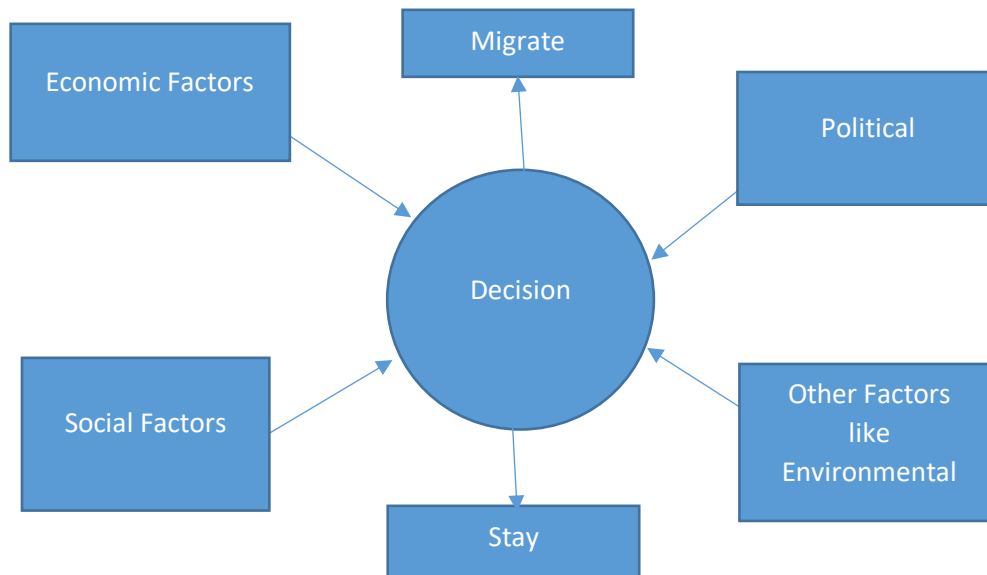 Migrate
Economic Factors
Political
Decision
Social Factors
Other Factors
like
Environmental
Stay